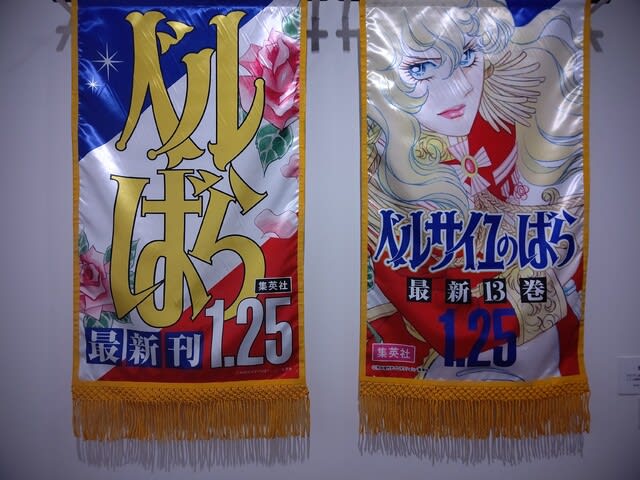 ベル
ばら
集英社
最新刊
1.25
ベルサイユのばら
最新13巻
1.25
集英社